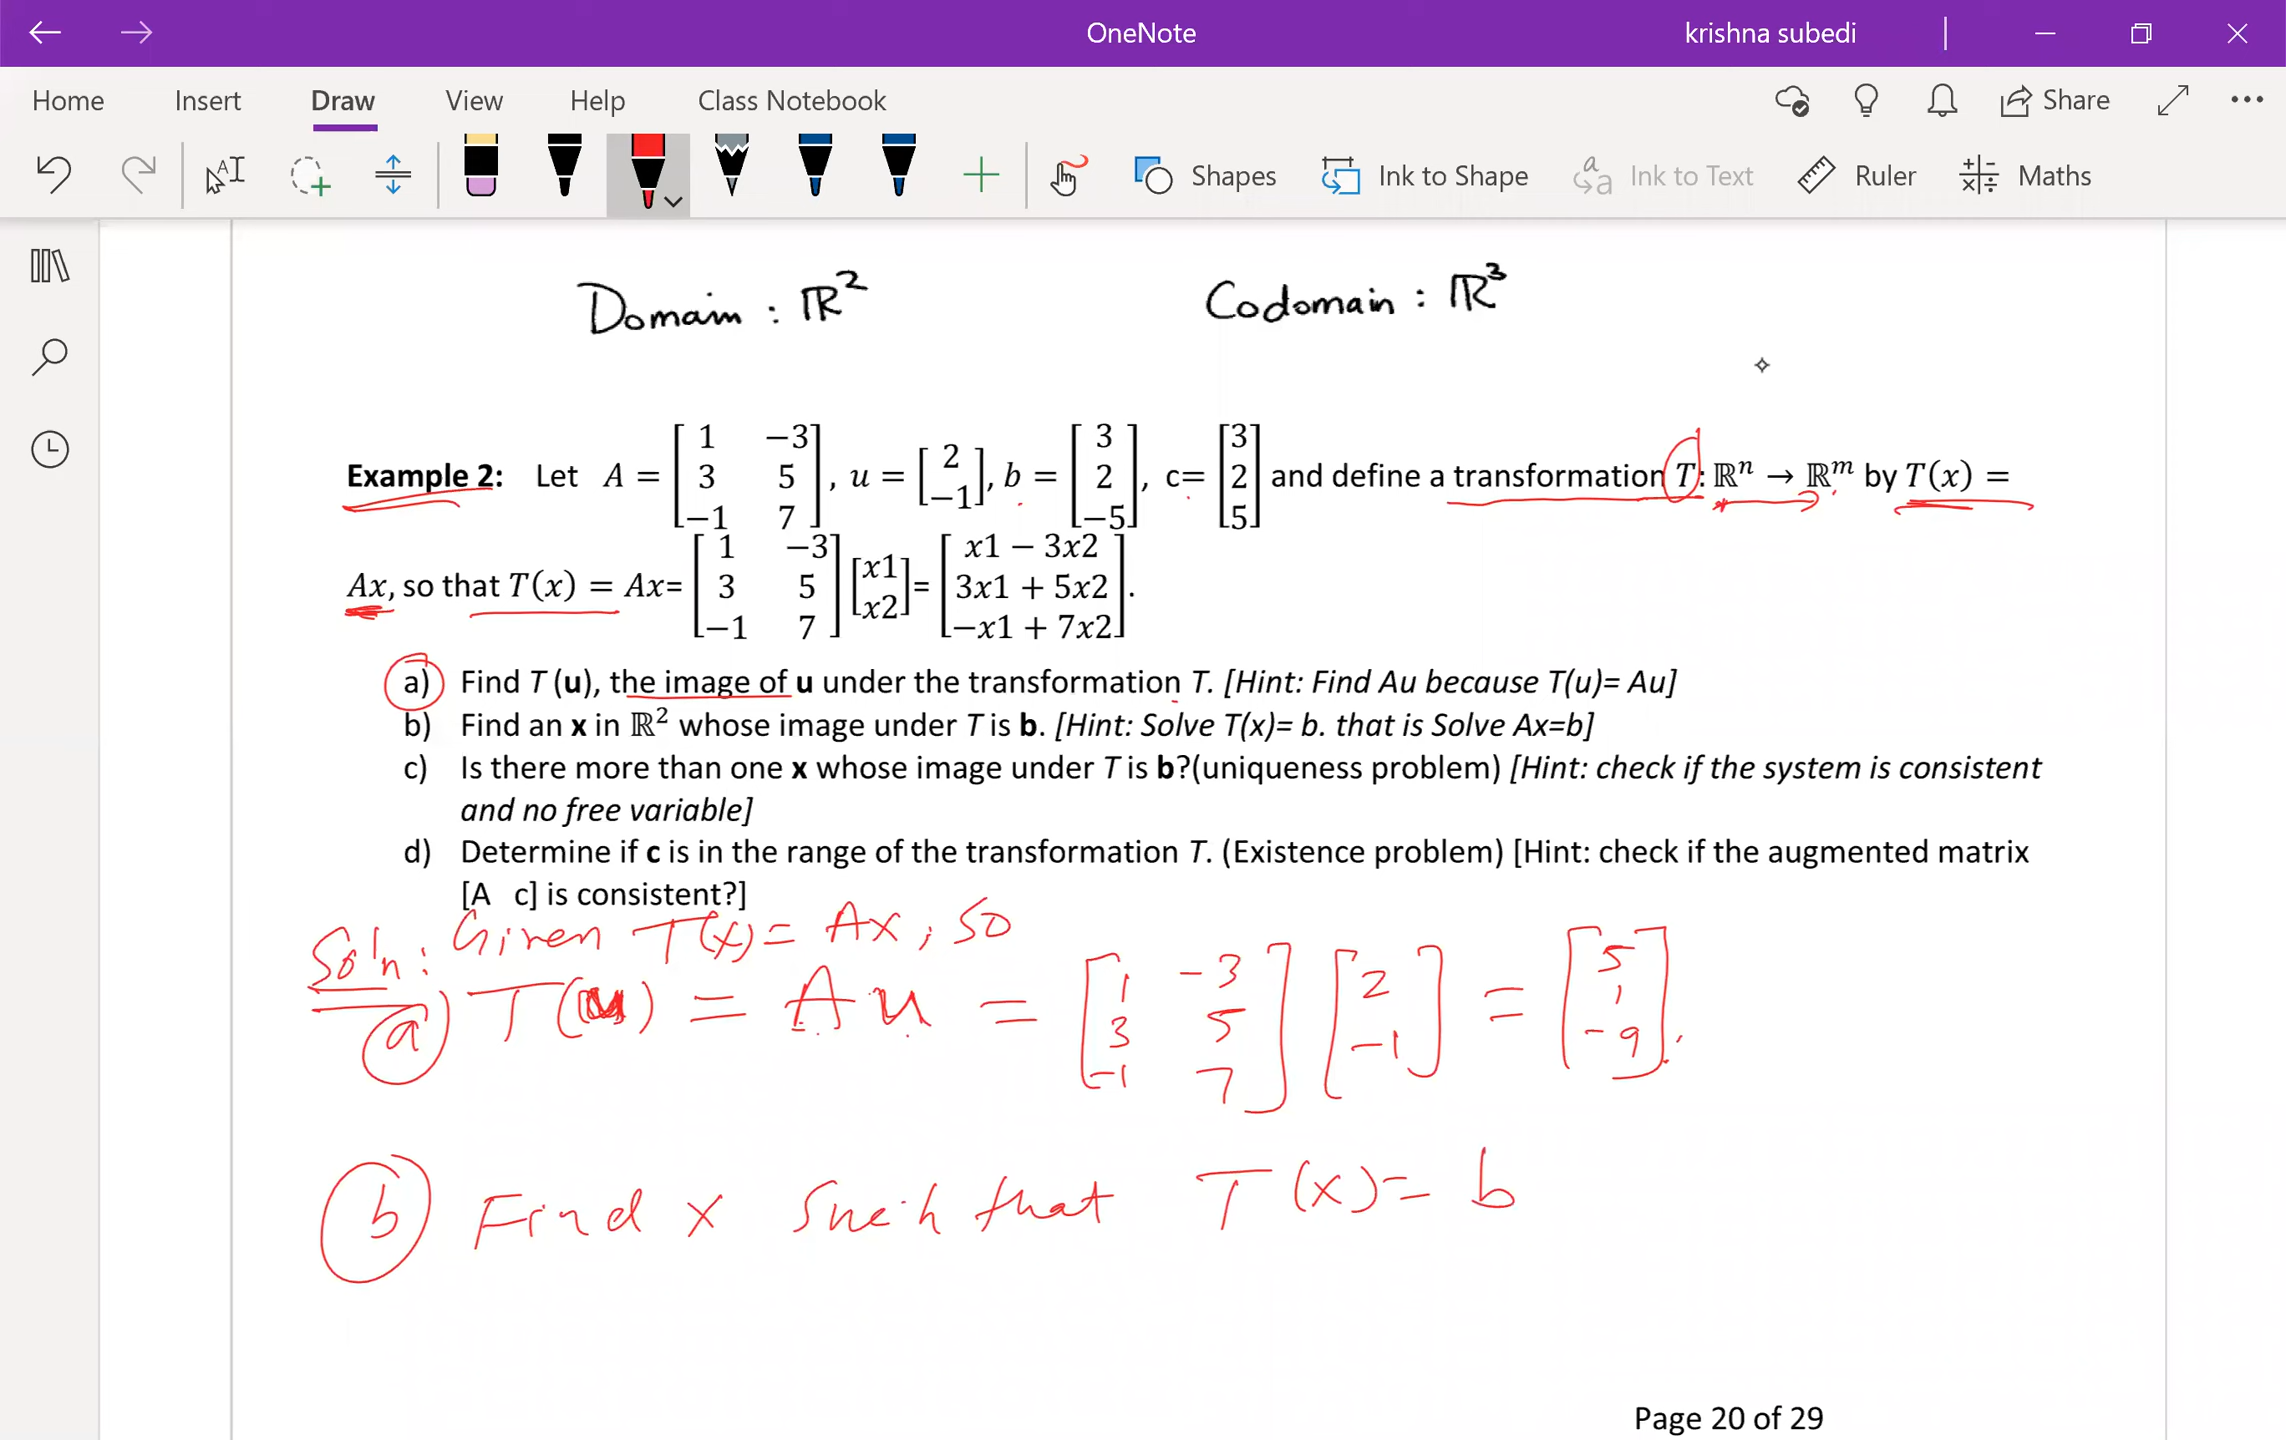 OneNote krishna subedi
Home Insert Draw View Help Class Notebook Share
Shapes Ink to Shape Ink to Text Ruler Maths
Domain : ℝ² Codomain : ℝ³
Example 2: Let A = [1 −3; 3 5; −1 7], u = [2; −1], b = [3; 2; −5], c= [3; 2; 5] and define a transformation T: ℝⁿ → ℝᵐ by T(x) =
Ax, so that T(x) = Ax= [1 −3; 3 5; −1 7] [x1; x2]= [x1 − 3x2; 3x1 + 5x2; −x1 + 7x2].
a) Find T (u), the image of u under the transformation T. [Hint: Find Au because T(u)= Au]
b) Find an x in ℝ² whose image under T is b. [Hint: Solve T(x)= b. that is Solve Ax=b]
c) Is there more than one x whose image under T is b?(uniqueness problem) [Hint: check if the system is consistent
and no free variable]
d) Determine if c is in the range of the transformation T. (Existence problem) [Hint: check if the augmented matrix
[A c] is consistent?]
Soln: Given T(x) = Ax, so
a) T(u) = Au = [1 -3; 3 5; -1 7] [2; -1] = [5; 1; -9].
b Find x such that T(x) = b
Page 20 of 29